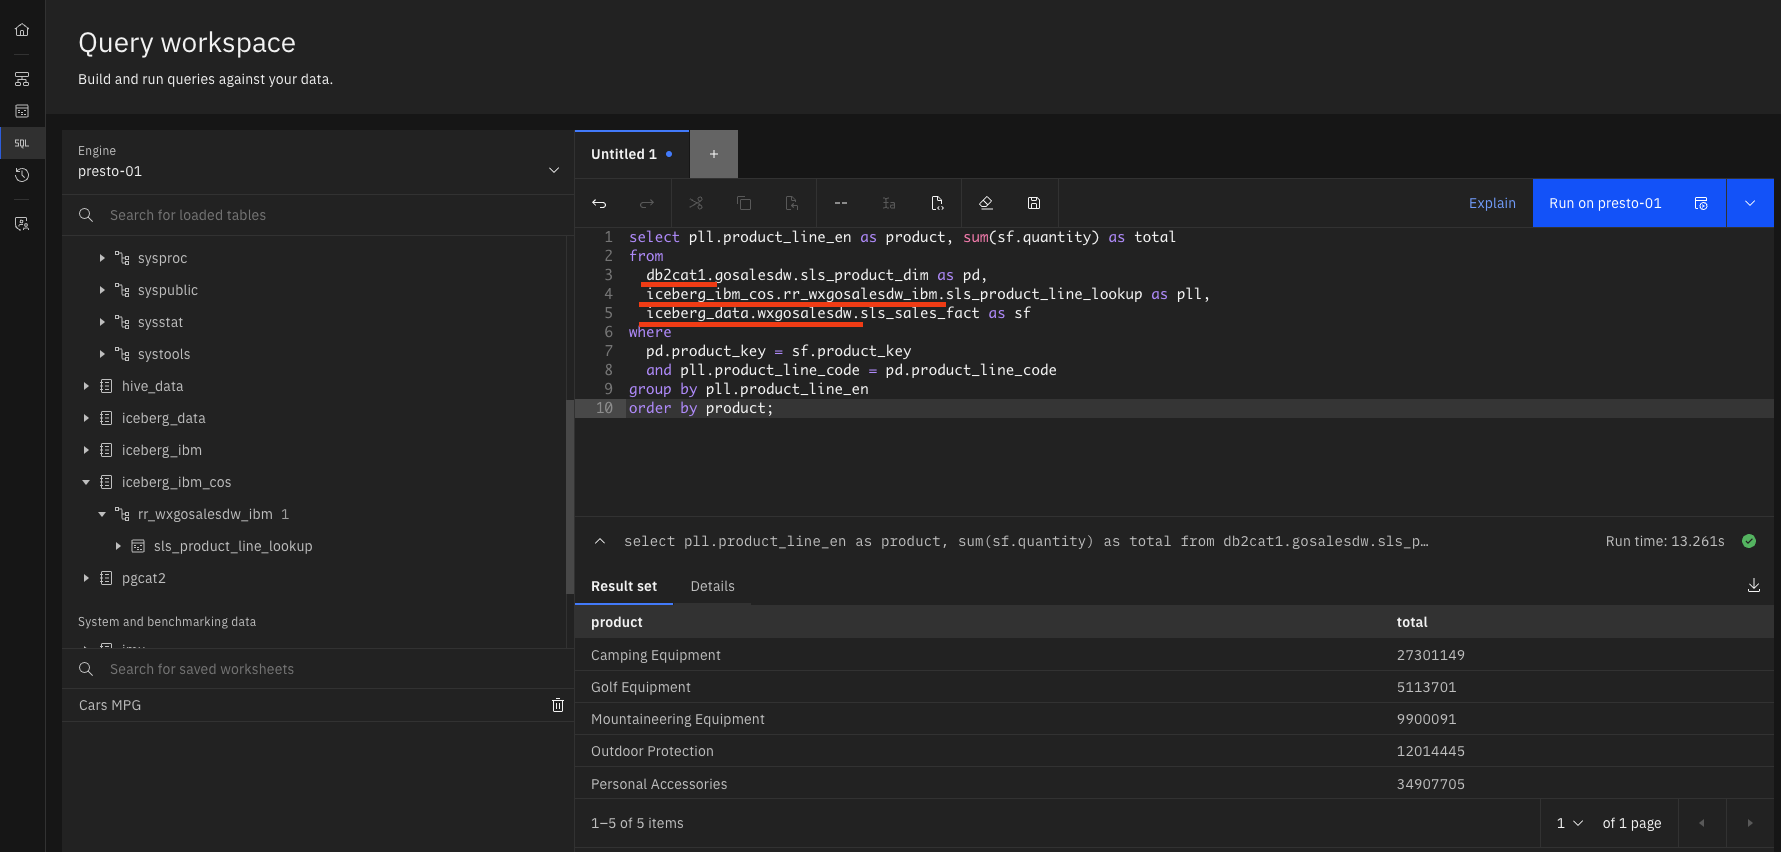 Query workspace
Build and run queries against your data.
SQL
Engine
presto-01
Search for loaded tables
sysproc
syspublic
sysstat
systools
hive_data
iceberg_data
iceberg_ibm
iceberg_ibm_cos
rr_wxgosalesdw_ibm 1
sls_product_line_lookup
pgcat2
System and benchmarking data
Search for saved worksheets
Cars MPG
Untitled 1
+
Explain
Run on presto-01
1 select pll.product_line_en as product, sum(sf.quantity) as total
2 from
3 db2cat1.gosalesdw.sls_product_dim as pd,
4 iceberg_ibm_cos.rr_wxgosalesdw_ibm.sls_product_line_lookup as pll,
5 iceberg_data.wxgosalesdw.sls_sales_fact as sf
6 where
7 pd.product_key = sf.product_key
8 and pll.product_line_code = pd.product_line_code
9 group by pll.product_line_en
10 order by product;
select pll.product_line_en as product, sum(sf.quantity) as total from db2cat1.gosalesdw.sls_p…
Run time: 13.261s
Result set Details
product total
Camping Equipment 27301149
Golf Equipment 5113701
Mountaineering Equipment 9900091
Outdoor Protection 12014445
Personal Accessories 34907705
1–5 of 5 items
1 of 1 page